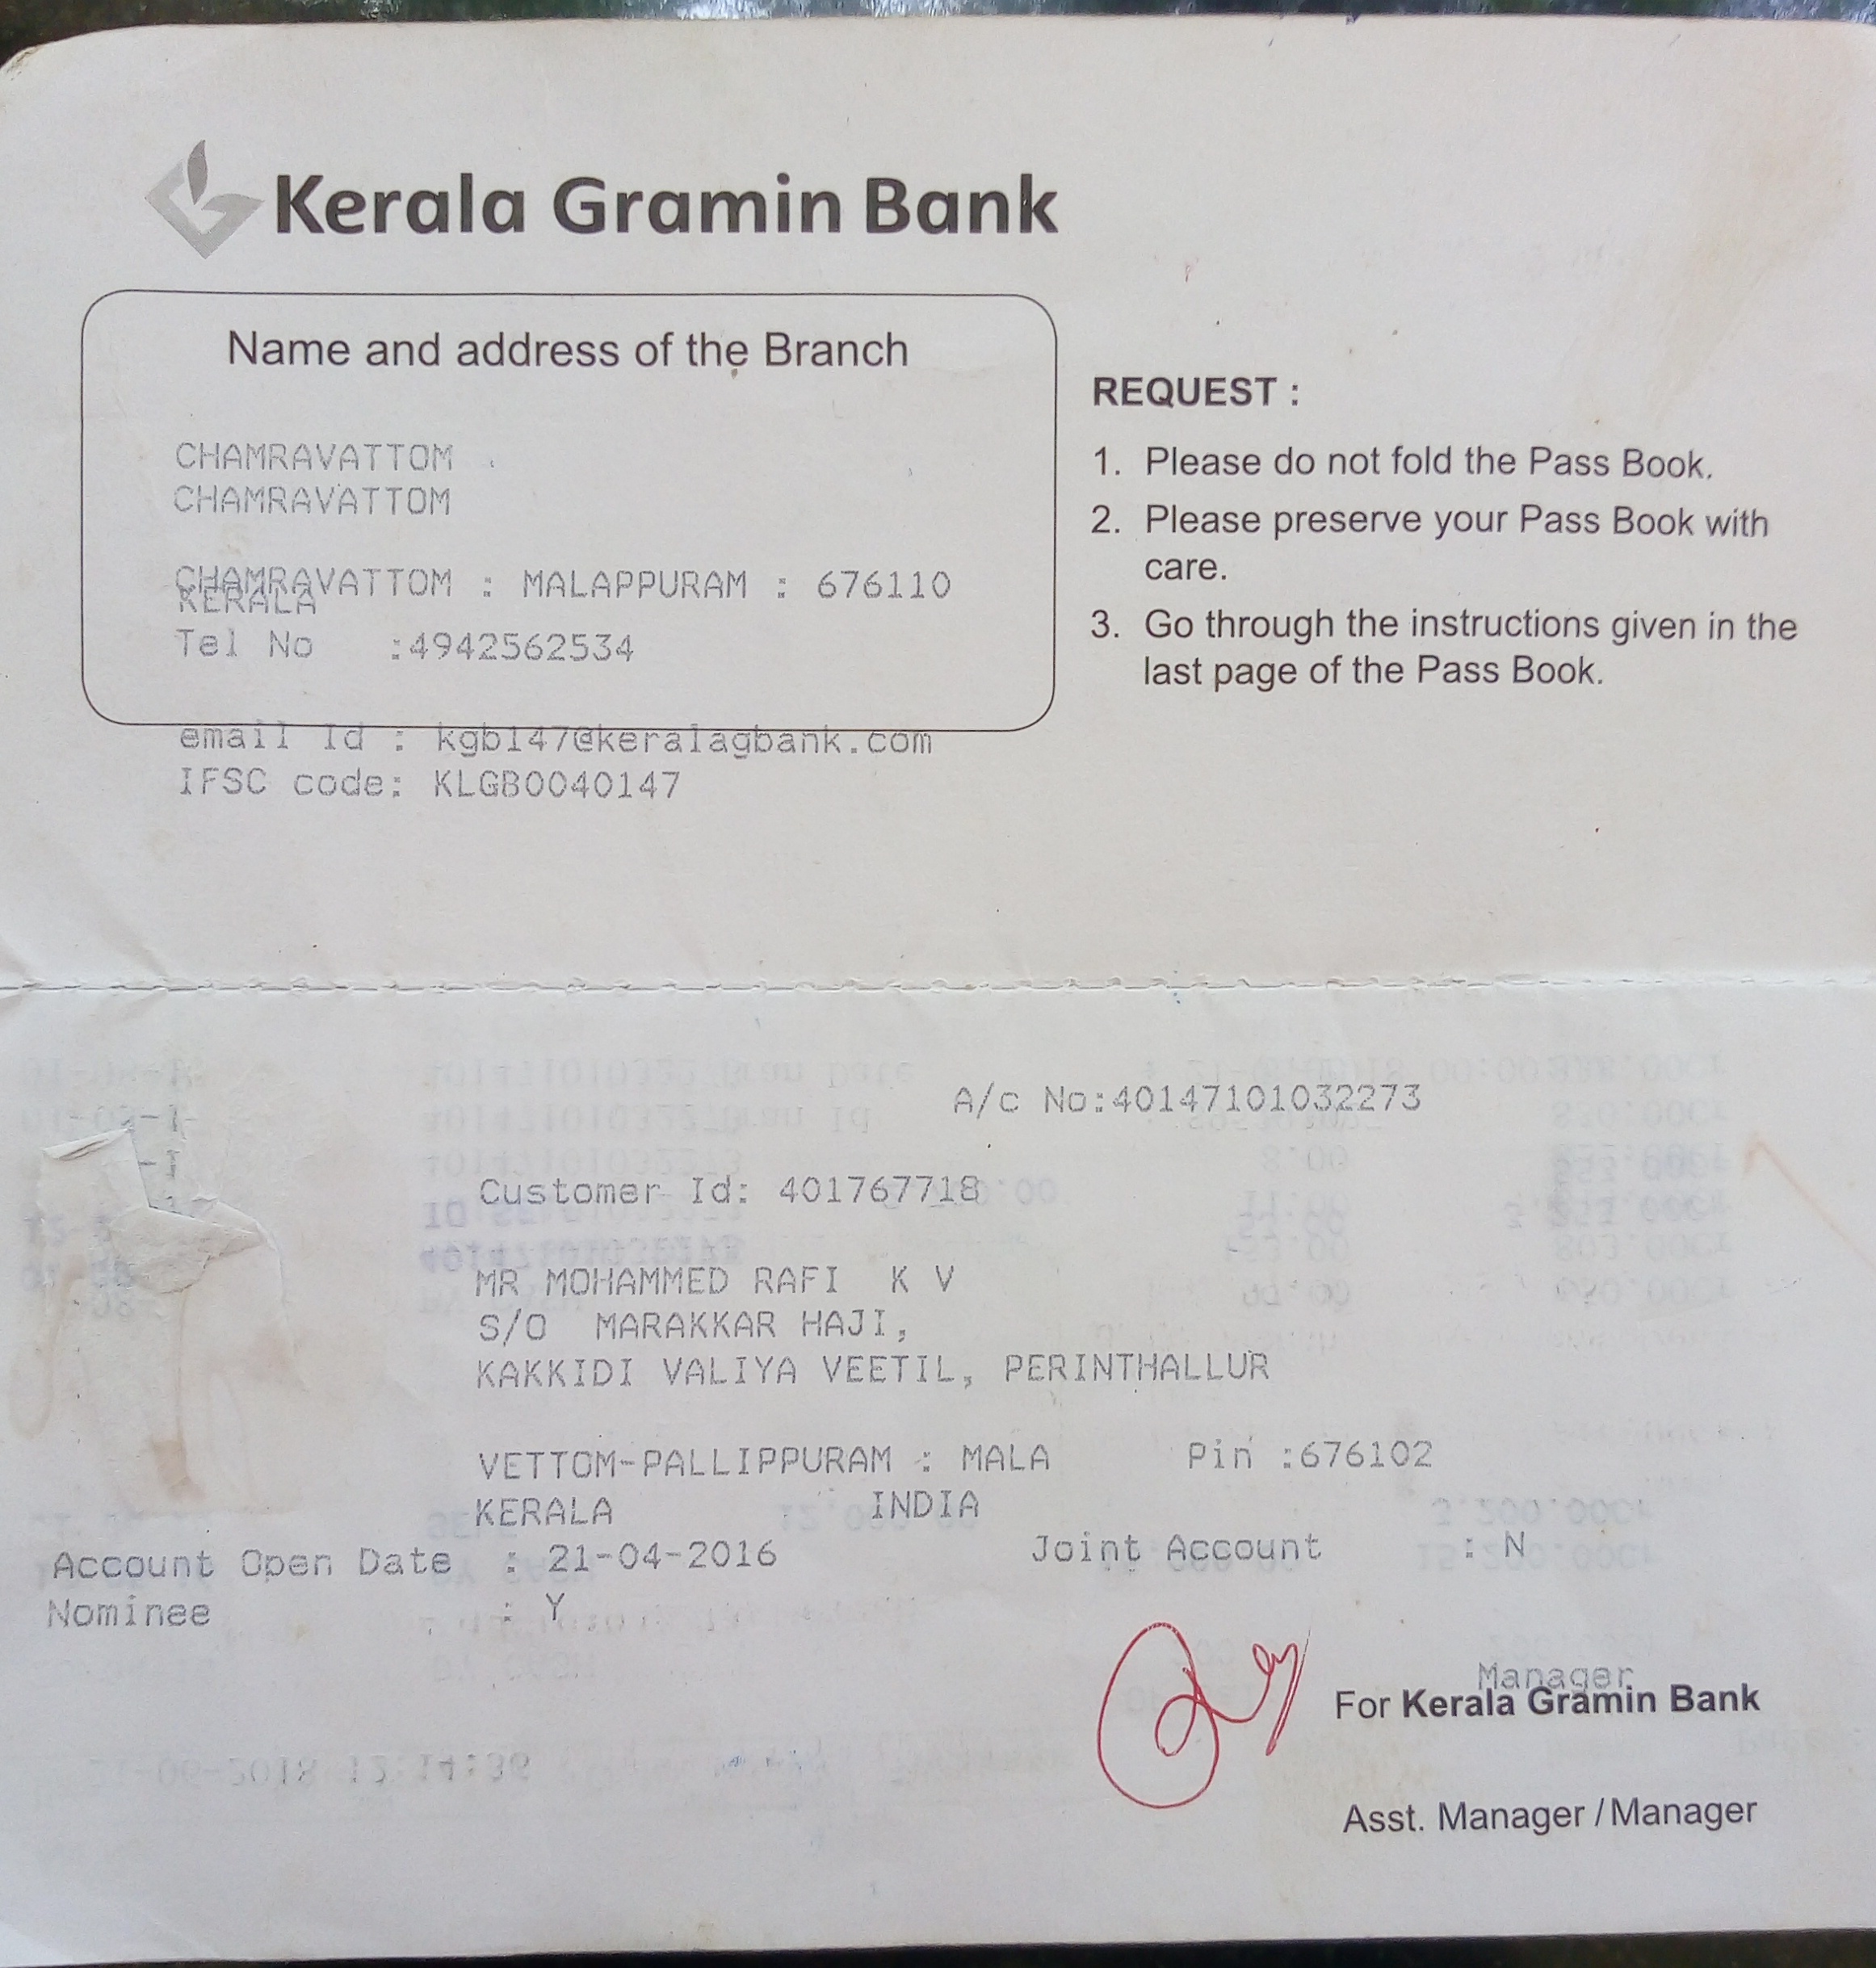 Kerala Gramin Bank
Name and address of the Branch
CHAMRAVATTOM
CHAMRAVATTOM
CHAMRAVATTOM : MALAPPURAM : 676110
KERALA
Tel No :4942562534
email Id : kgb147@keralagbank.com
IFSC code: KLGB0040147
REQUEST :
1. Please do not fold the Pass Book.
2. Please preserve your Pass Book with
care.
3. Go through the instructions given in the
last page of the Pass Book.
A/c No:40147101032273
Customer Id: 401767718
MR MOHAMMED RAFI K V
S/O MARAKKAR HAJI,
KAKKIDI VALIYA VEETIL, PERINTHALLUR
VETTOM-PALLIPPURAM : MALA Pin :676102
KERALA INDIA
Account Open Date : 21-04-2016 Joint Account : N
Nominee : Y
Manager
For Kerala Gramin Bank
Asst. Manager / Manager